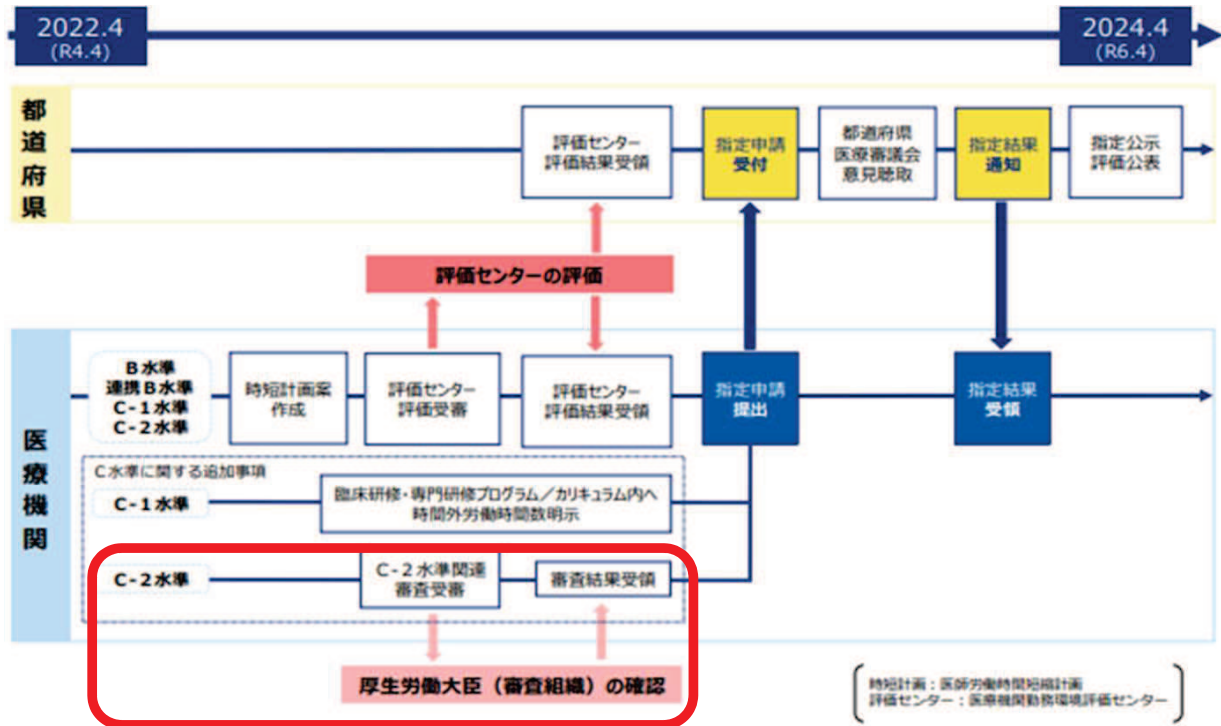 2022.4
(R4.4)
2024.4
(R6.4)
都道府県
評価センター
評価結果受領
指定申請
受付
都道府県
医療審議会
意見聴取
指定結果
通知
指定公示
評価公表
評価センターの評価
医療機関
B水準
連携B水準
C-1水準
C-2水準
時短計画案
作成
評価センター
評価受審
評価センター
評価結果受領
指定申請
提出
指定結果
受領
C水準に関する追加事項
C-1水準
臨床研修・専門研修プログラム／カリキュラム内へ
時間外労働時間数明示
C-2水準
C-2水準関連
審査受審
審査結果受領
厚生労働大臣（審査組織）の確認
時短計画：医師労働時間短縮計画
評価センター：医療機関勤務環境評価センター